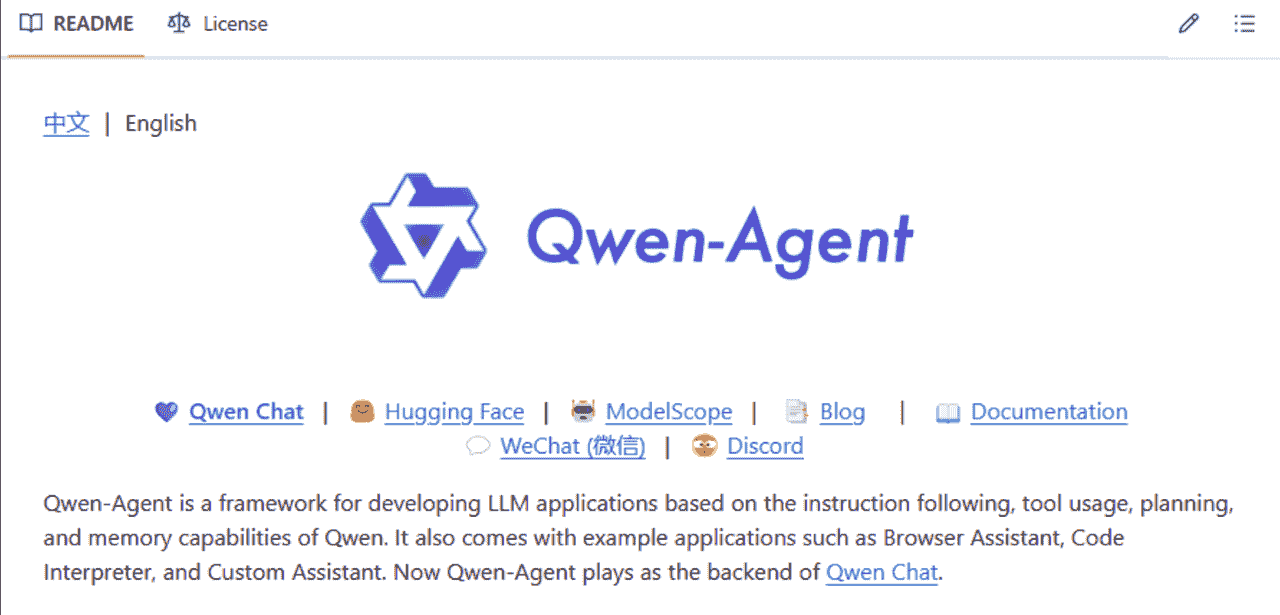 README License
中文 | English
Qwen-Agent
Qwen Chat | Hugging Face | ModelScope | Blog | Documentation
WeChat (微信) | Discord
Qwen-Agent is a framework for developing LLM applications based on the instruction following, tool usage, planning,
and memory capabilities of Qwen. It also comes with example applications such as Browser Assistant, Code
Interpreter, and Custom Assistant. Now Qwen-Agent plays as the backend of Qwen Chat.